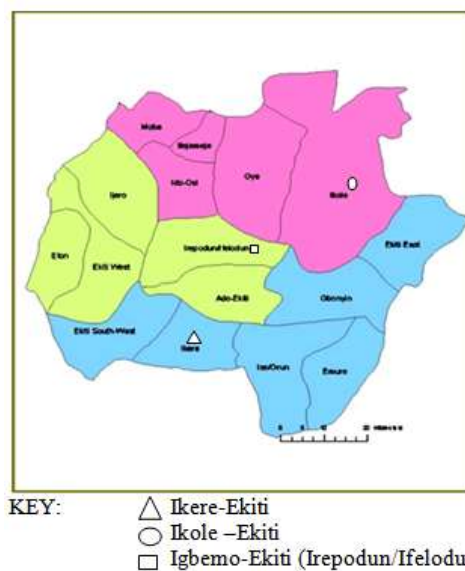 Moba
Ilejemeje
Ido-Osi
Oye
Ikole
Ijero
Ekiti East
Irepodun/Ifelodun
Efon
Ekiti West
Ado-Ekiti
Gbonyin
Ekiti South-West
Ikere
Ise/Orun
Emure
KEY:
Ikere-Ekiti
Ikole –Ekiti
Igbemo-Ekiti (Irepodun/Ifelodu